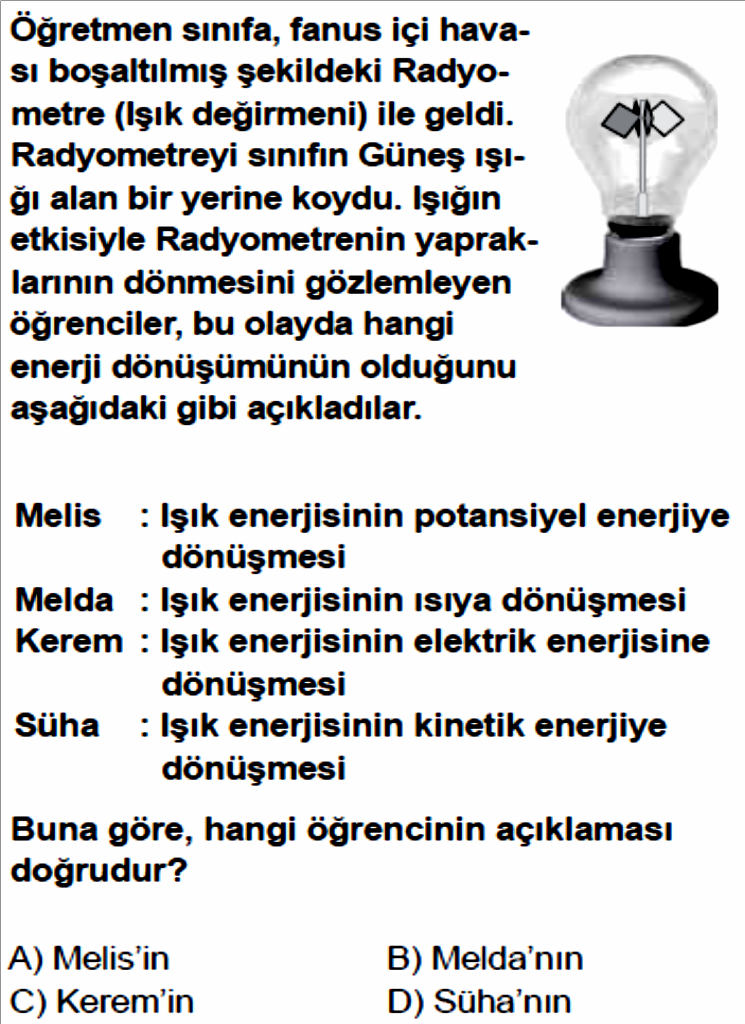 Öğretmen sınıfa, fanus içi hava-
sı boşaltılmış şekildeki Radyo-
metre (Işık değirmeni) ile geldi.
Radyometreyi sınıfın Güneş ışı-
ğı alan bir yerine koydu. Işığın
etkisiyle Radyometrenin yaprak-
larının dönmesini gözlemleyen
öğrenciler, bu olayda hangi
enerji dönüşümünün olduğunu
aşağıdaki gibi açıkladılar.
Melis : Işık enerjisinin potansiyel enerjiye
dönüşmesi
Melda : Işık enerjisinin ısıya dönüşmesi
Kerem : Işık enerjisinin elektrik enerjisine
dönüşmesi
Süha : Işık enerjisinin kinetik enerjiye
dönüşmesi
Buna göre, hangi öğrencinin açıklaması
doğrudur?
A) Melis’in B) Melda’nın
C) Kerem’in D) Süha’nın